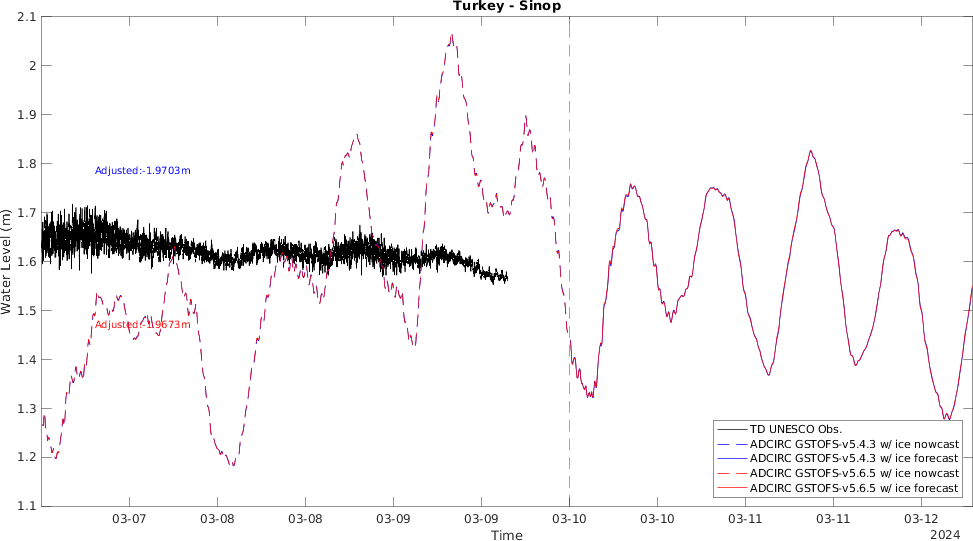 Turkey - Sinop
2.1
2
1.9
1.8
1.7
1.6
1.5
1.4
1.3
1.2
1.1
Water Level (m)
Adjusted:-1.9703m
Adjusted:-1.9673m
TD UNESCO Obs.
ADCIRC GSTOFS-v5.4.3 w/ ice nowcast
ADCIRC GSTOFS-v5.4.3 w/ ice forecast
ADCIRC GSTOFS-v5.6.5 w/ ice nowcast
ADCIRC GSTOFS-v5.6.5 w/ ice forecast
03-07 03-08 03-08 03-09 03-09 03-10 03-10 03-11 03-11 03-12
Time
2024